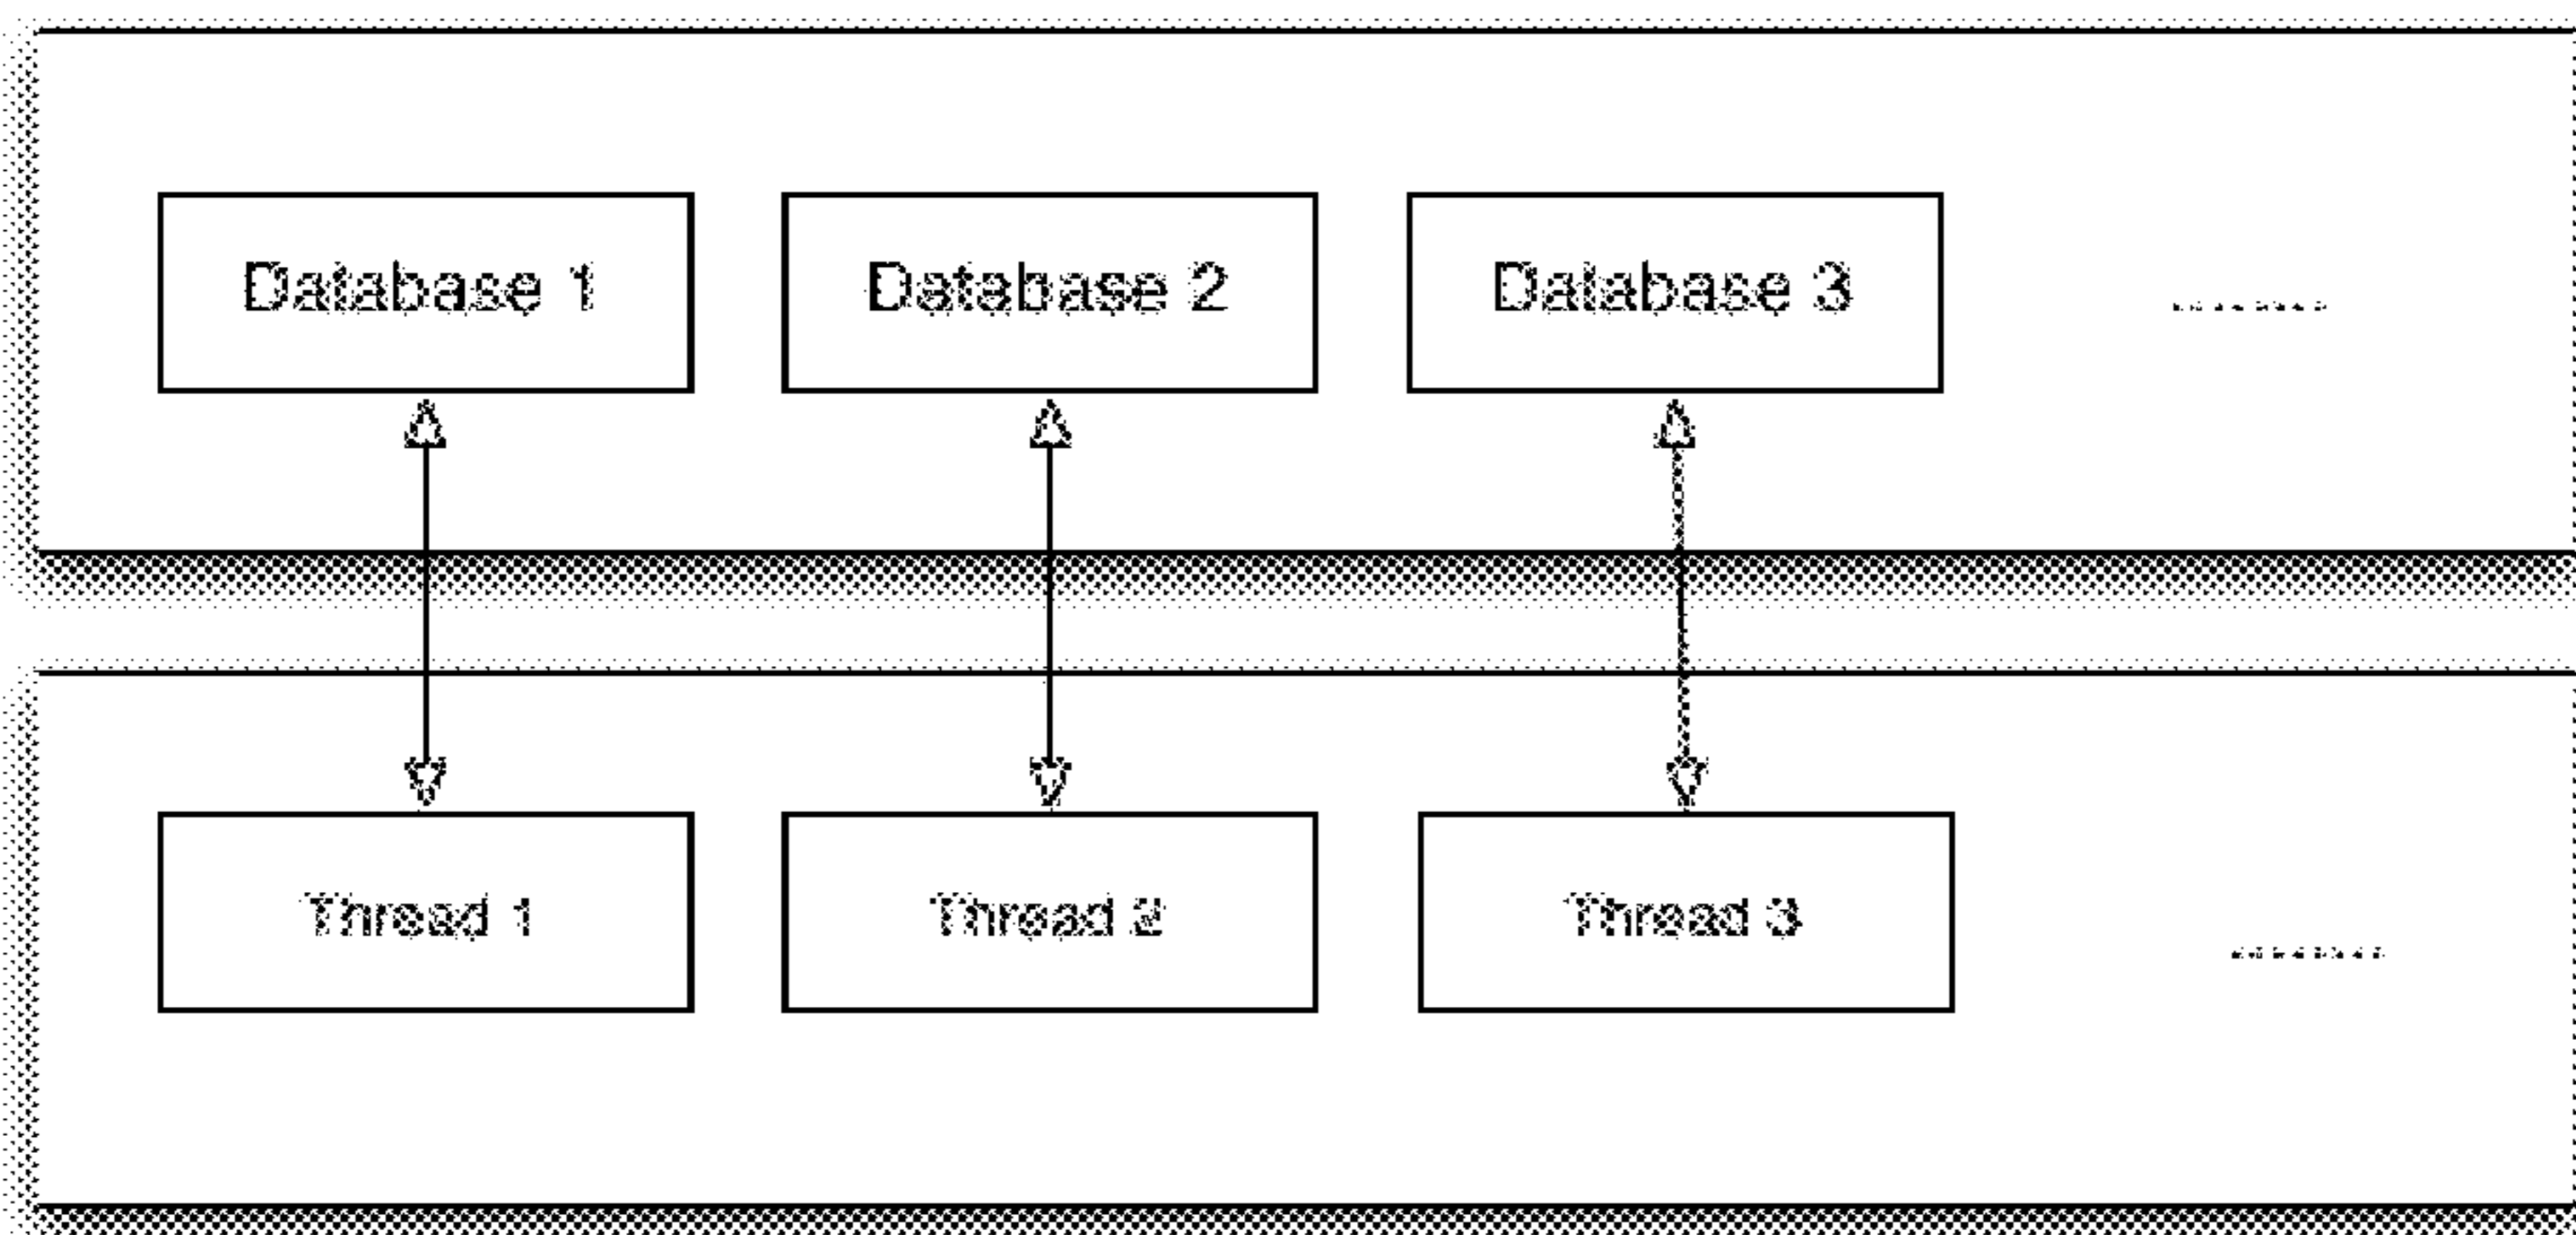 Database 1
Database 2
Database 3
.........
Thread 1
Thread 2
Thread 3
.........